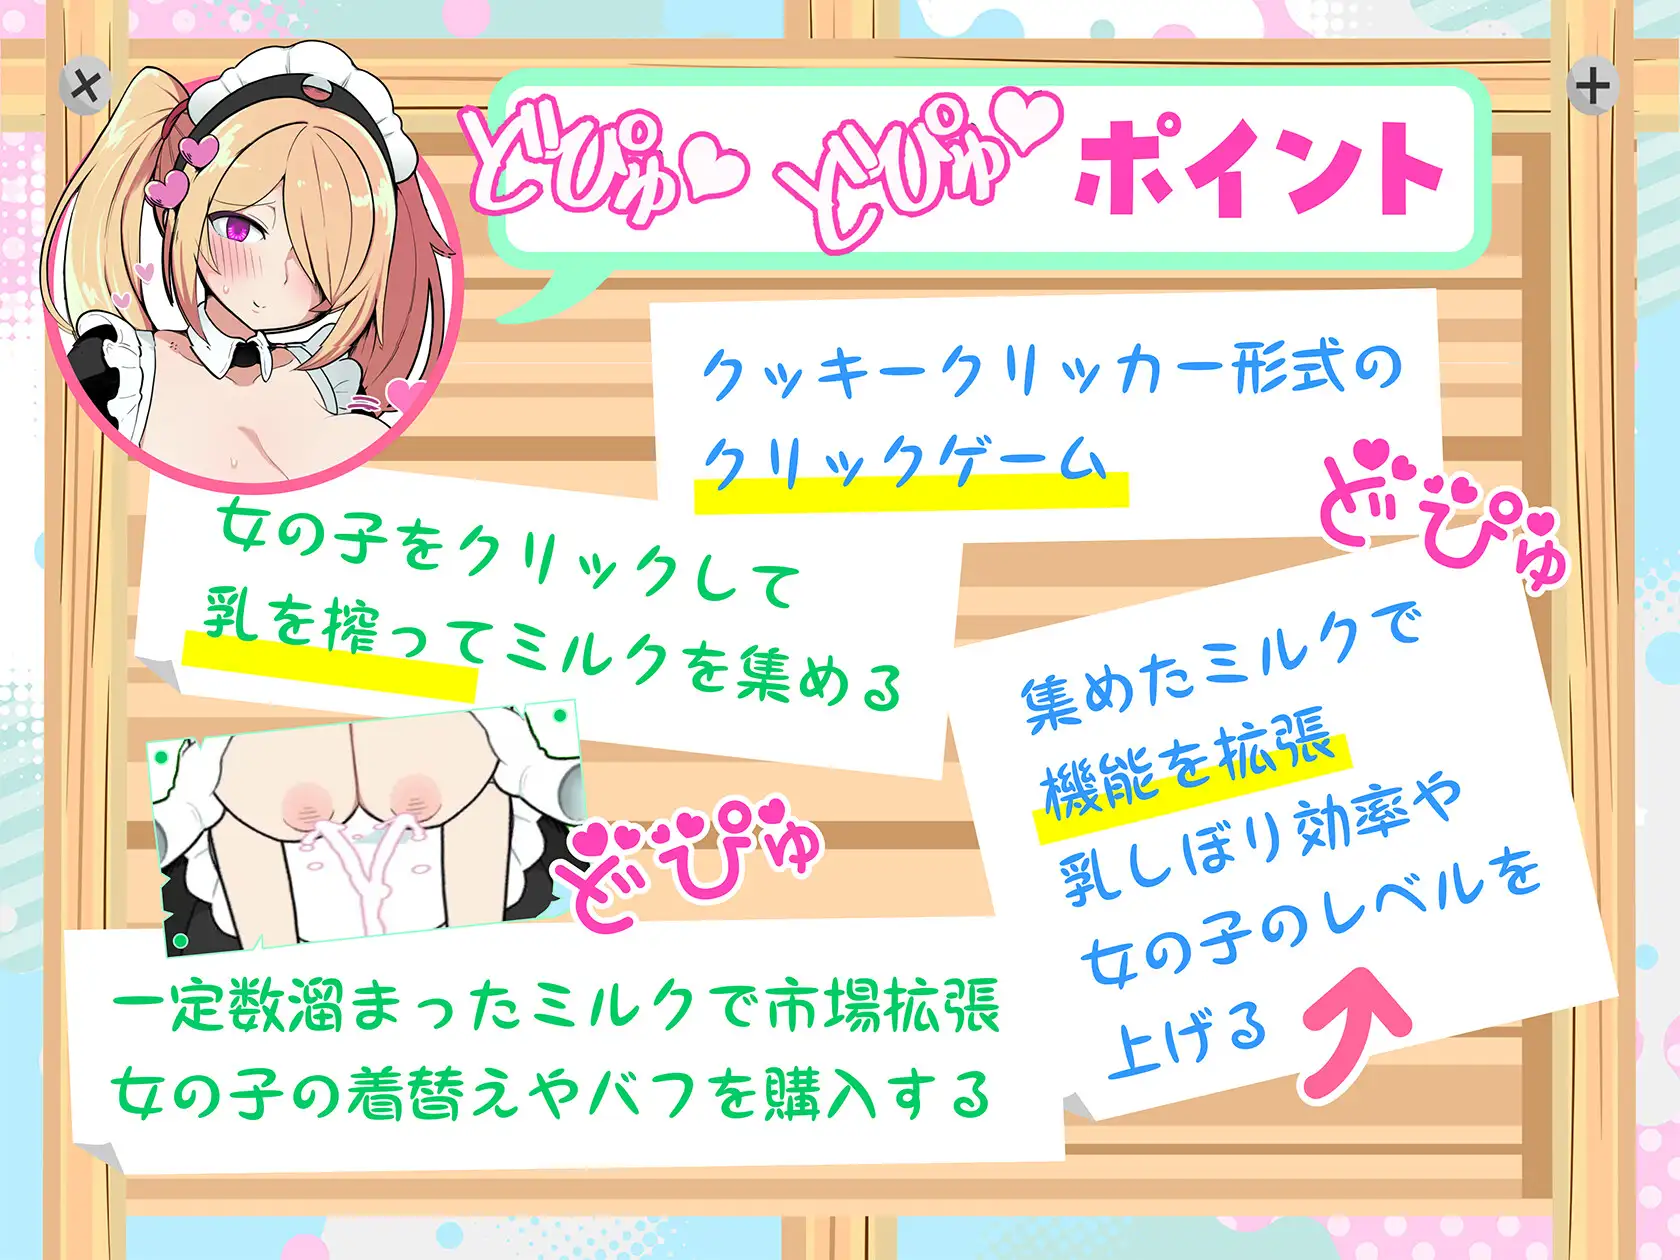 どぴゅ♡ どぴゅ♡ポイント
クッキークリッカー形式の
クリックゲーム
女の子をクリックして
乳を搾ってミルクを集める
どぴゅ
集めたミルクで
機能を拡張
乳しぼり効率や
女の子のレベルを
上げる
どぴゅ
一定数溜まったミルクで市場拡張
女の子の着替えやバフを購入する